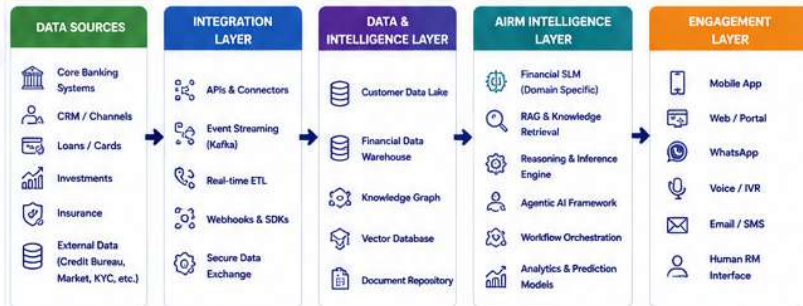 DATA SOURCES
Core Banking
Systems
CRM / Channels
Loans / Cards
Investments
Insurance
External Data
(Credit Bureau,
Market, KYC, etc.)
INTEGRATION
LAYER
APIs & Connectors
Event Streaming
(Kafka)
Real-time ETL
Webhooks & SDKs
Secure Data
Exchange
DATA &
INTELLIGENCE LAYER
Customer Data Lake
Financial Data
Warehouse
Knowledge Graph
Vector Database
Document Repository
AIRM INTELLIGENCE
LAYER
Financial SLM
(Domain Specific)
RAG & Knowledge
Retrieval
Reasoning & Inference
Engine
Agentic AI Framework
Workflow Orchestration
Analytics & Prediction
Models
ENGAGEMENT
LAYER
Mobile App
Web / Portal
WhatsApp
Voice / IVR
Email / SMS
Human RM
Interface